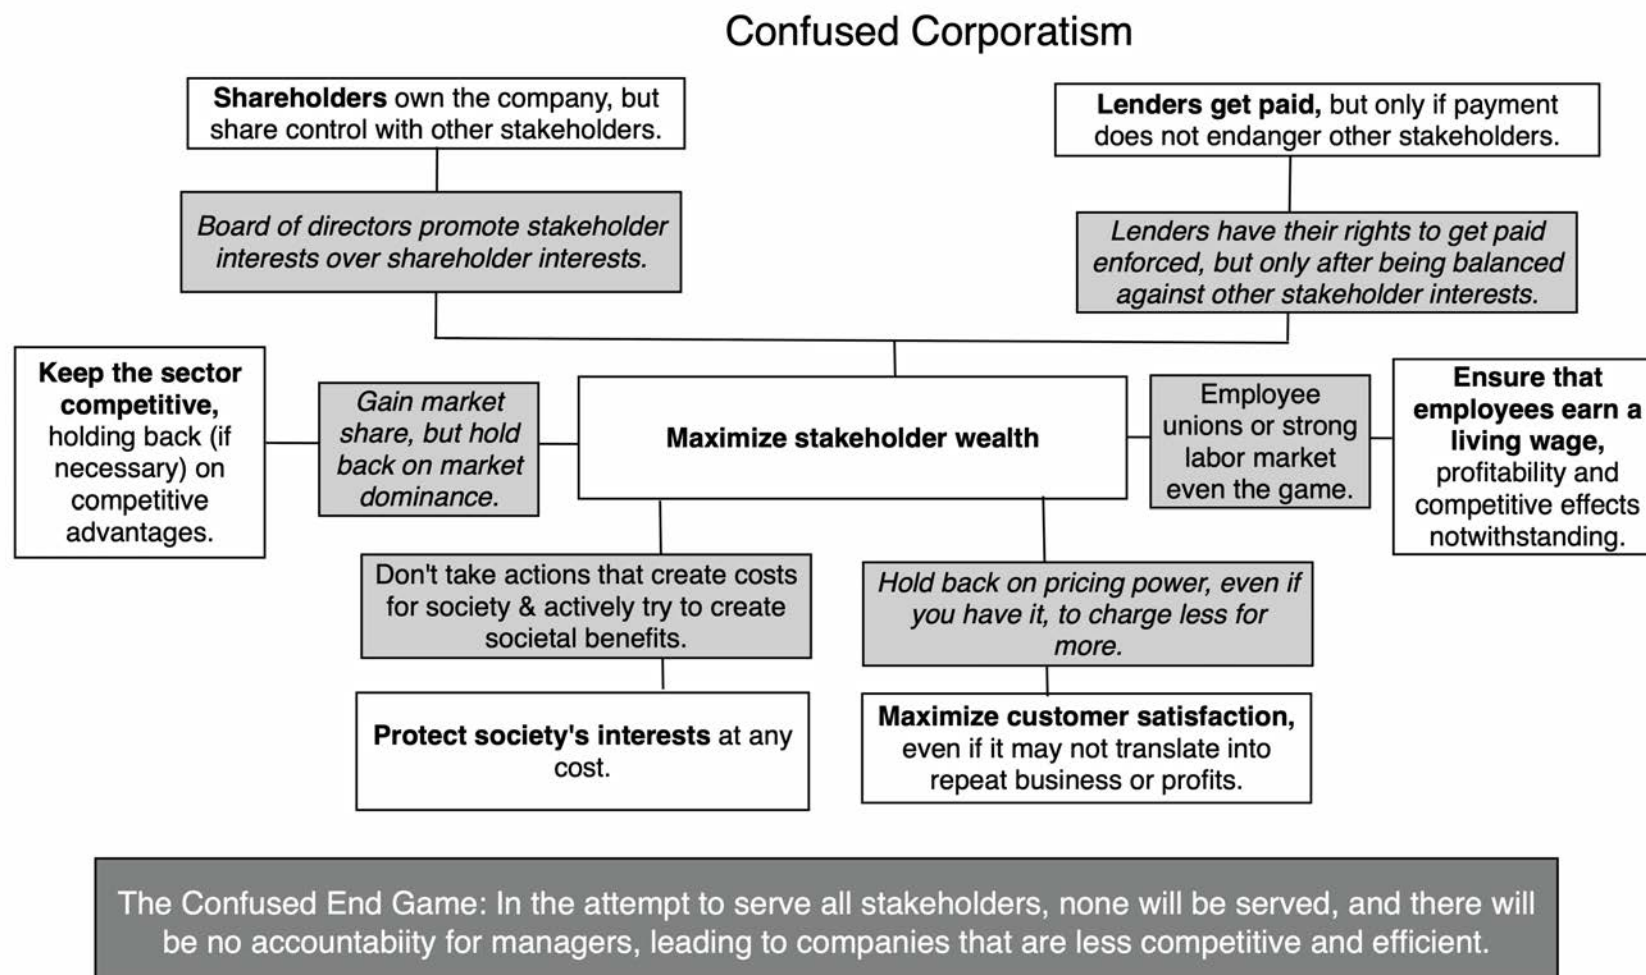 Confused Corporatism
Shareholders own the company, but
share control with other stakeholders.
Lenders get paid, but only if payment
does not endanger other stakeholders.
Board of directors promote stakeholder
interests over shareholder interests.
Lenders have their rights to get paid
enforced, but only after being balanced
against other stakeholder interests.
Keep the sector
competitive,
holding back (if
necessary) on
competitive
advantages.
Gain market
share, but hold
back on market
dominance.
Maximize stakeholder wealth
Employee
unions or strong
labor market
even the game.
Ensure that
employees earn a
living wage,
profitability and
competitive effects
notwithstanding.
Don't take actions that create costs
for society & actively try to create
societal benefits.
Hold back on pricing power, even if
you have it, to charge less for
more.
Protect society's interests at any
cost.
Maximize customer satisfaction,
even if it may not translate into
repeat business or profits.
The Confused End Game: In the attempt to serve all stakeholders, none will be served, and there will
be no accountabiity for managers, leading to companies that are less competitive and efficient.